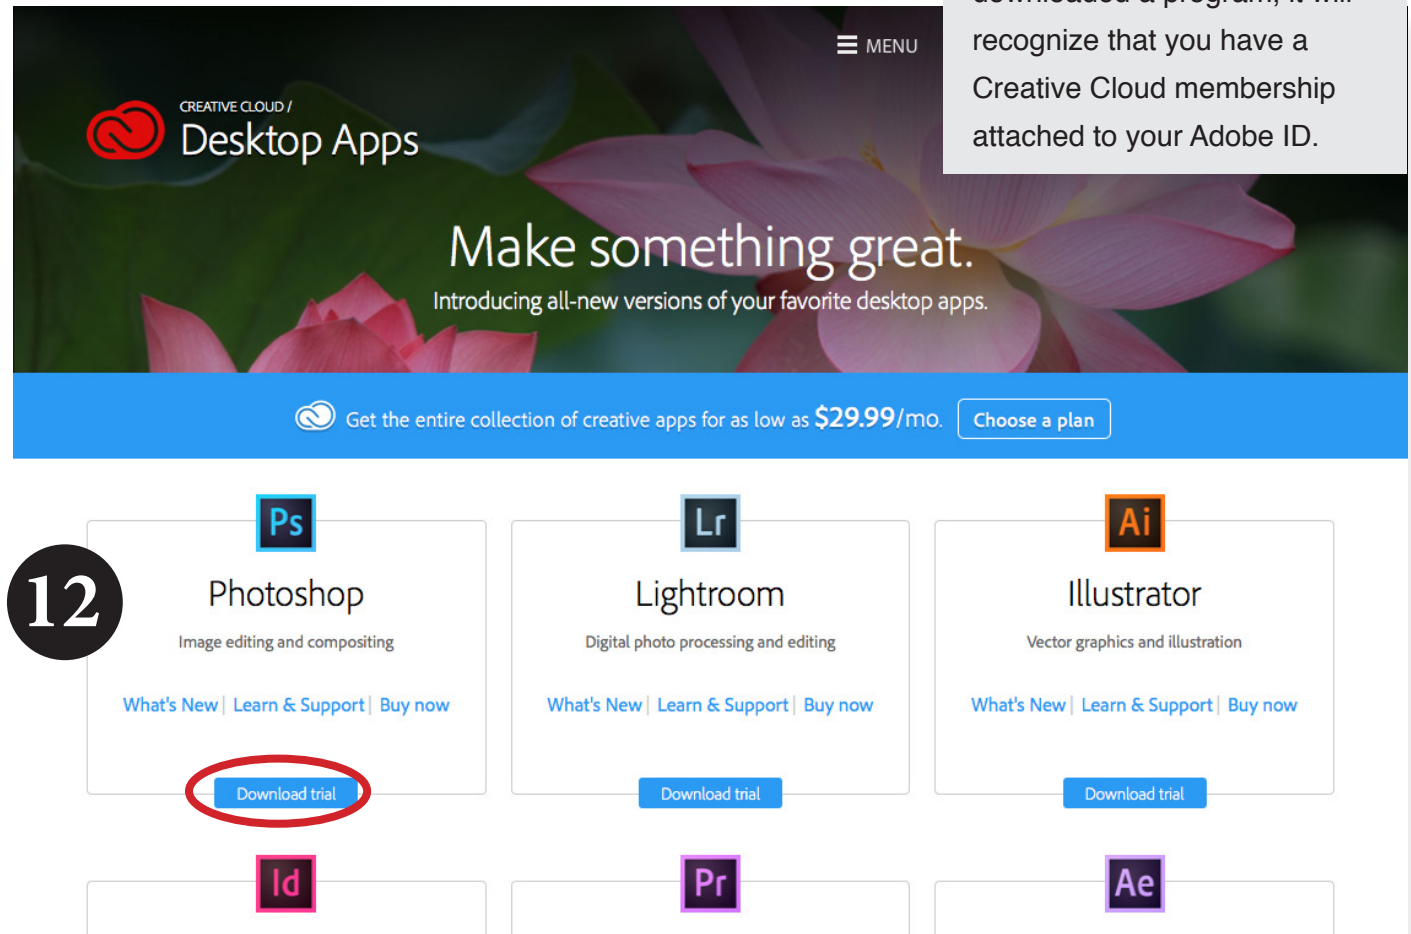 downloaded a program, it will
recognize that you have a
Creative Cloud membership
attached to your Adobe ID.
MENU
CREATIVE CLOUD /
Desktop Apps
Make something great.
Introducing all-new versions of your favorite desktop apps.
Get the entire collection of creative apps for as low as $29.99/mo. Choose a plan
12
Ps
Photoshop
Image editing and compositing
What's New | Learn & Support | Buy now
Download trial
Lr
Lightroom
Digital photo processing and editing
What's New | Learn & Support | Buy now
Download trial
Ai
Illustrator
Vector graphics and illustration
What's New | Learn & Support | Buy now
Download trial
Id
Pr
Ae